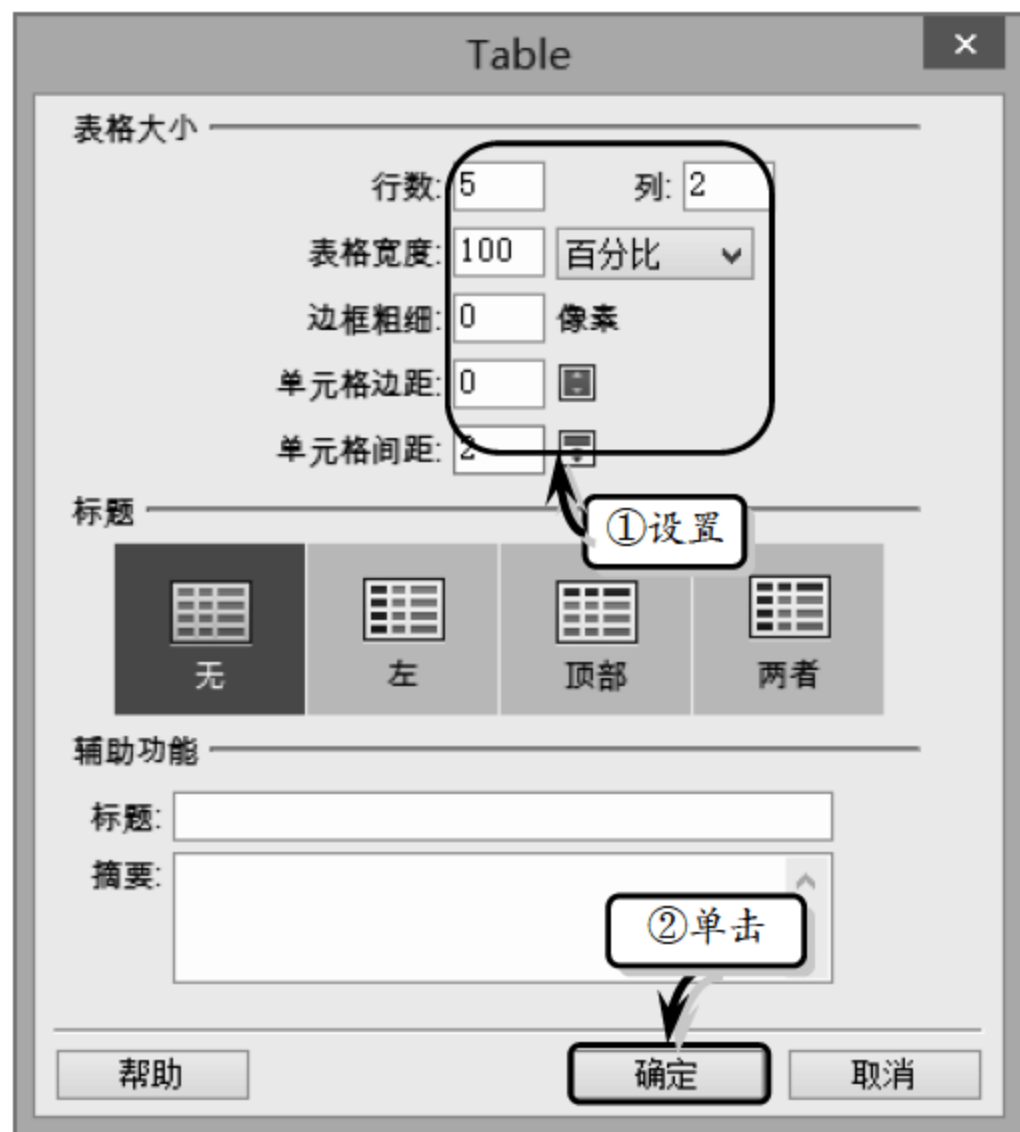 Table
表格大小
行数: 5 列: 2
表格宽度: 100 百分比
边框粗细: 0 像素
单元格边距: 0
单元格间距: 2
标题
①设置
无 左 顶部 两者
辅助功能
标题:
摘要:
②单击
帮助 确定 取消